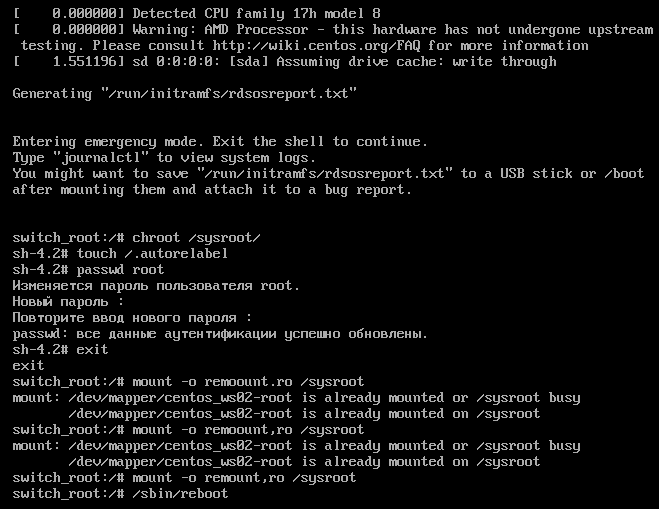 [    0.000000] Detected CPU family 17h model 8
[    0.000000] Warning: AMD Processor - this hardware has not undergone upstream
 testing. Please consult http://wiki.centos.org/FAQ for more information
[    1.551196] sd 0:0:0:0: [sda] Assuming drive cache: write through
Generating "/run/initramfs/rdsosreport.txt"
Entering emergency mode. Exit the shell to continue.
Type "journalctl" to view system logs.
You might want to save "/run/initramfs/rdsosreport.txt" to a USB stick or /boot
after mounting them and attach it to a bug report.
switch_root:/# chroot /sysroot/
sh-4.2# touch /.autorelabel
sh-4.2# passwd root
Изменяется пароль пользователя root.
Новый пароль :
Повторите ввод нового пароля :
passwd: все данные аутентификации успешно обновлены.
sh-4.2# exit
exit
switch_root:/# mount -o remoount.ro /sysroot
mount: /dev/mapper/centos_ws02-root is already mounted or /sysroot busy
       /dev/mapper/centos_ws02-root is already mounted on /sysroot
switch_root:/# mount -o remoount,ro /sysroot
mount: /dev/mapper/centos_ws02-root is already mounted or /sysroot busy
       /dev/mapper/centos_ws02-root is already mounted on /sysroot
switch_root:/# mount -o remount,ro /sysroot
switch_root:/# /sbin/reboot